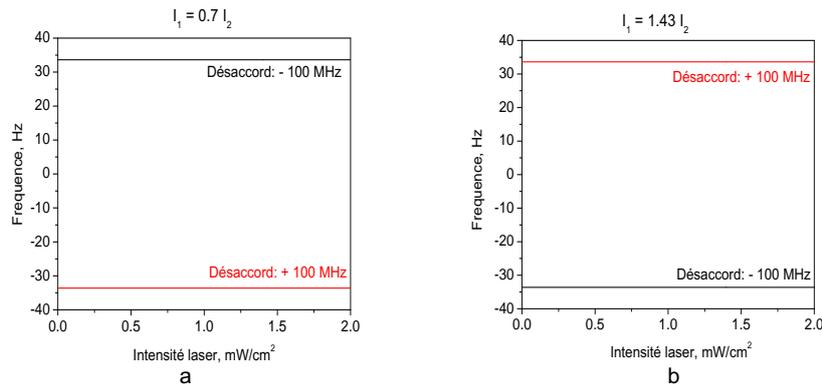 I₁ = 0.7 I₂
40
30
20
10
0
-10
-20
-30
-40
Frequence, Hz
Désaccord: - 100 MHz
Désaccord: + 100 MHz
0.0 0.5 1.0 1.5 2.0
Intensité laser, mW/cm²
a
I₁ = 1.43 I₂
40
30
20
10
0
-10
-20
-30
-40
Frequence, Hz
Désaccord: + 100 MHz
Désaccord: - 100 MHz
0.0 0.5 1.0 1.5 2.0
Intensité laser, mW/cm²
b